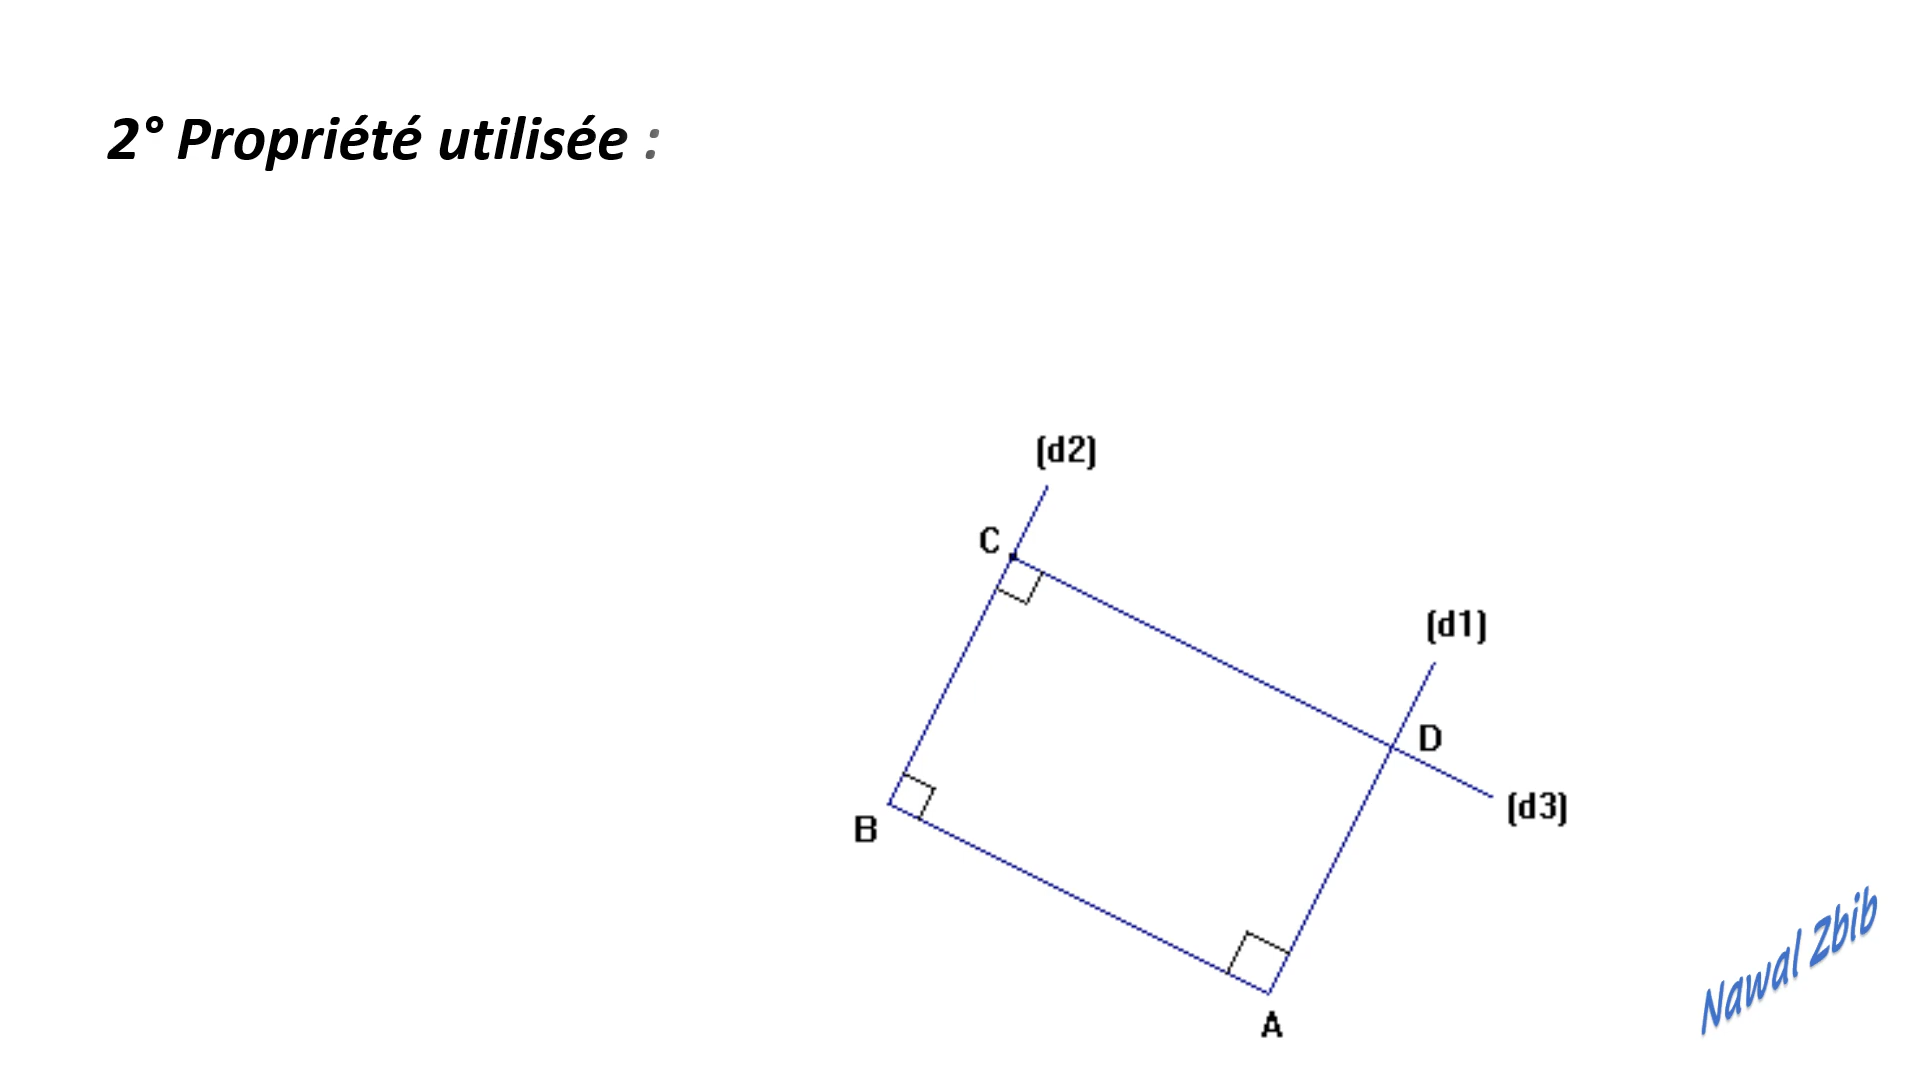 2° Propriété utilisée :
(d2)
C
(d1)
D
(d3)
B
A
Nawal Zbib